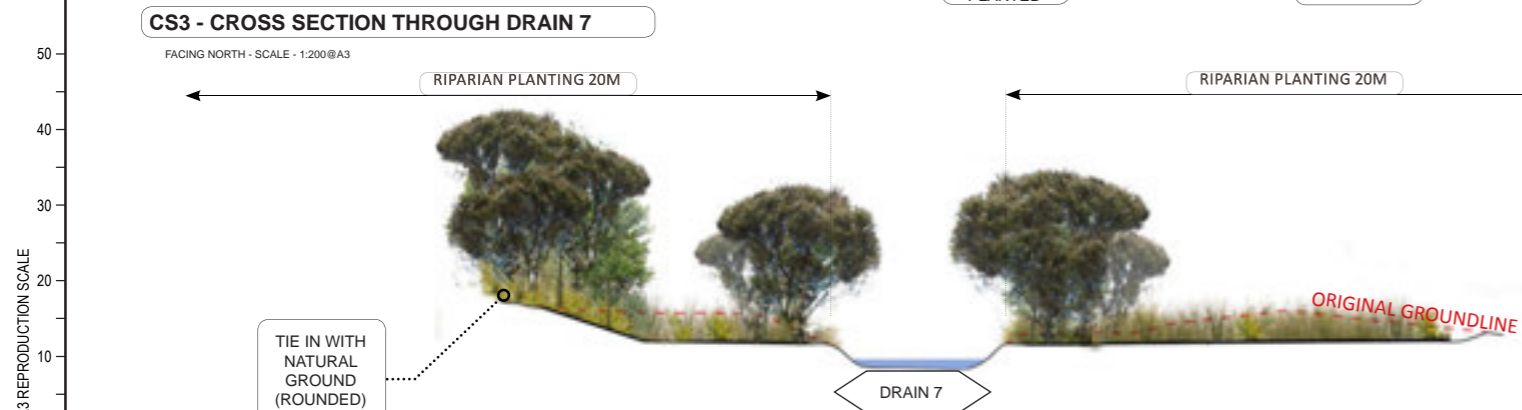 PLANTED
CS3 - CROSS SECTION THROUGH DRAIN 7
FACING NORTH - SCALE - 1:200@A3
RIPARIAN PLANTING 20M
RIPARIAN PLANTING 20M
50
40
30
20
10
3 REPRODUCTION SCALE
ORIGINAL GROUNDLINE
TIE IN WITH
NATURAL
GROUND
(ROUNDED)
DRAIN 7